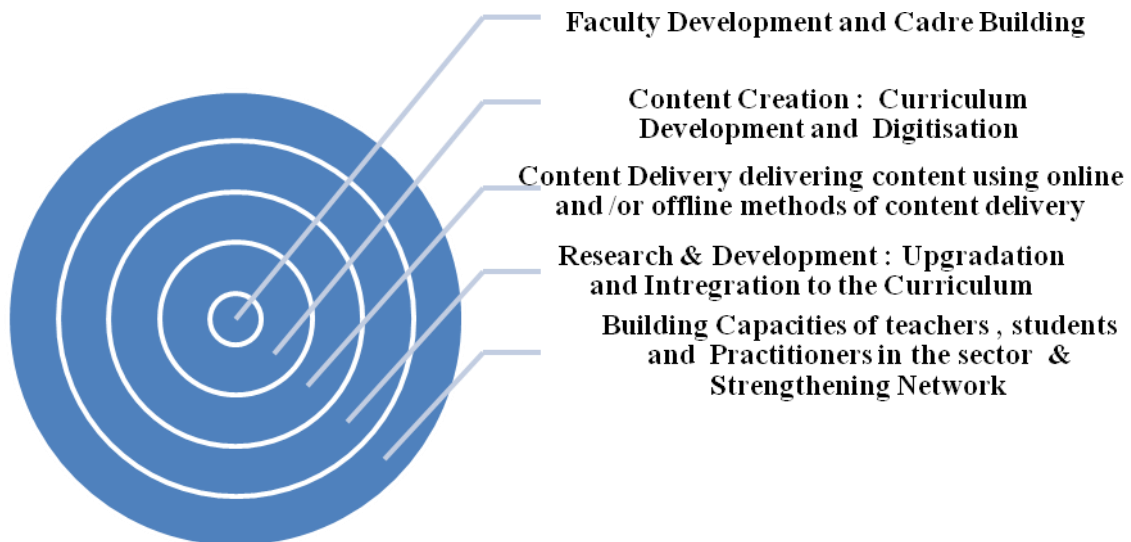 Faculty Development and Cadre Building
Content Creation : Curriculum
Development and Digitisation
Content Delivery delivering content using online
and /or offline methods of content delivery
Research & Development : Upgradation
and Intregration to the Curriculum
Building Capacities of teachers , students
and Practitioners in the sector &
Strengthening Network